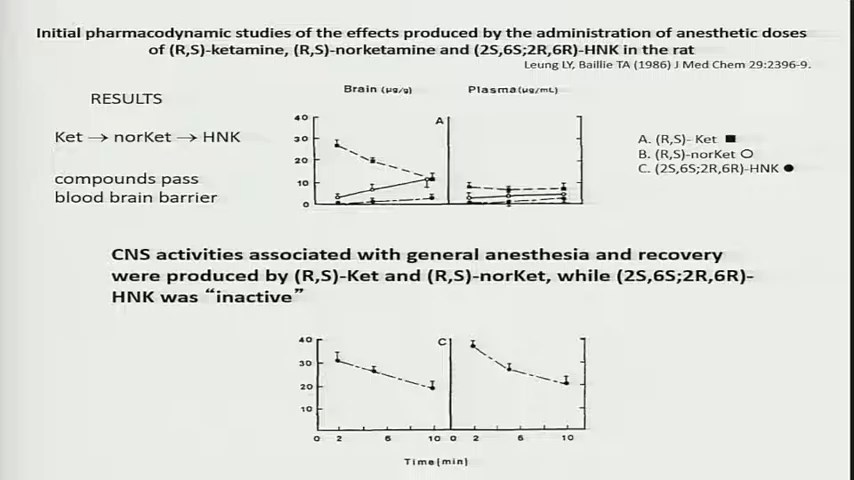 Initial pharmacodynamic studies of the effects produced by the administration of anesthetic doses
of (R,S)-ketamine, (R,S)-norketamine and (2S,6S;2R,6R)-HNK in the rat
Leung LY, Baillie TA (1986) J Med Chem 29:2396-9.
RESULTS
Ket → norKet → HNK
compounds pass
blood brain barrier
Brain (µg/g) Plasma (µg/mL)
A
40
30
20
10
0
A. (R,S)- Ket ■
B. (R,S)-norKet ○
C. (2S,6S;2R,6R)-HNK ●
CNS activities associated with general anesthesia and recovery
were produced by (R,S)-Ket and (R,S)-norKet, while (2S,6S;2R,6R)-
HNK was “inactive”
C
40
30
20
10
0 2 6 10 0 2 6 10
Time (min)